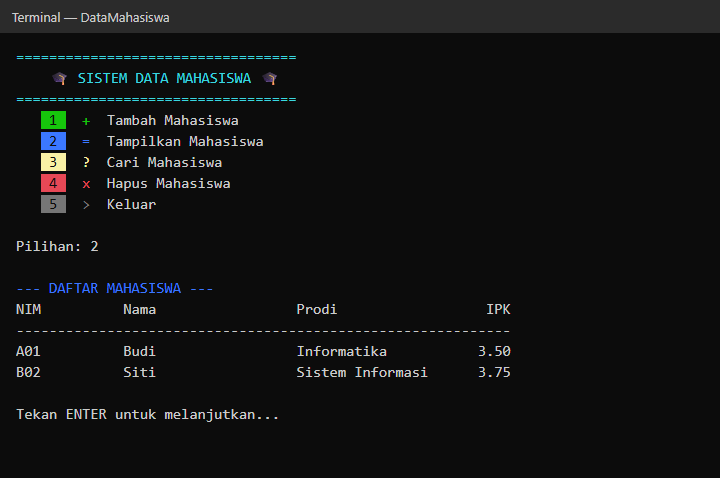 Terminal — DataMahasiswa
==================================
🎓 SISTEM DATA MAHASISWA 🎓
==================================
1 + Tambah Mahasiswa
2 = Tampilkan Mahasiswa
3 ? Cari Mahasiswa
4 x Hapus Mahasiswa
5 > Keluar
Pilihan: 2
--- DAFTAR MAHASISWA ---
NIM Nama Prodi IPK
------------------------------------------------------------
A01 Budi Informatika 3.50
B02 Siti Sistem Informasi 3.75
Tekan ENTER untuk melanjutkan...